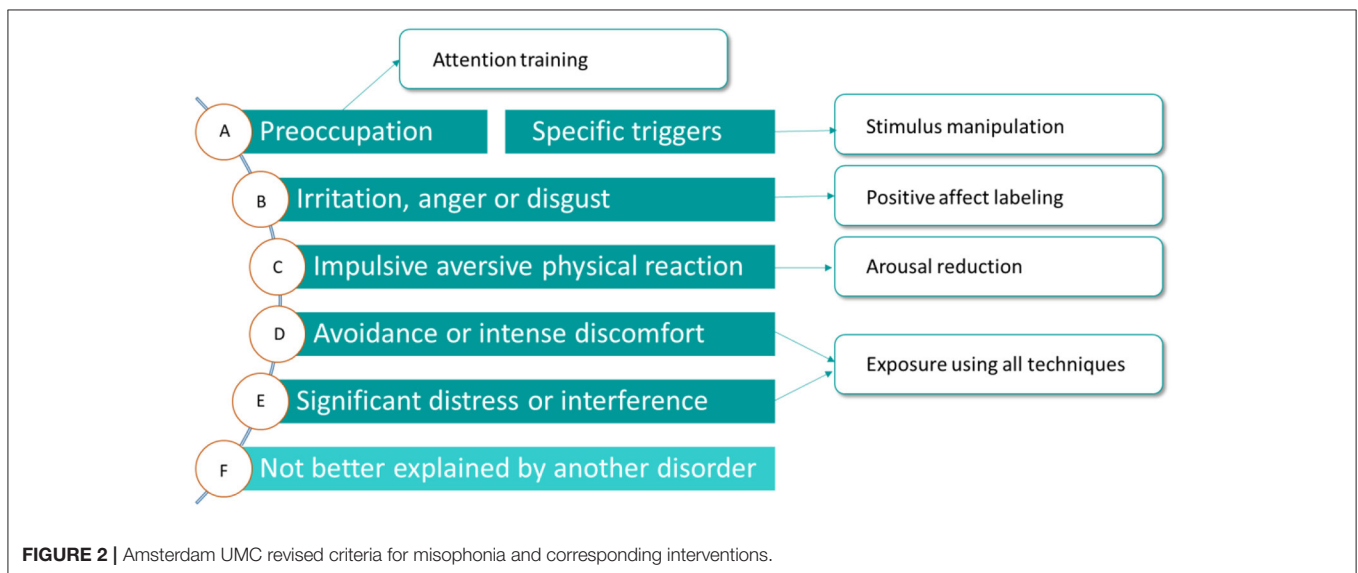 Attention training
A
Preoccupation
Specific triggers
Stimulus manipulation
B
Irritation, anger or disgust
Positive affect labeling
C
Impulsive aversive physical reaction
Arousal reduction
D
Avoidance or intense discomfort
Exposure using all techniques
E
Significant distress or interference
F
Not better explained by another disorder
FIGURE 2 | Amsterdam UMC revised criteria for misophonia and corresponding interventions.